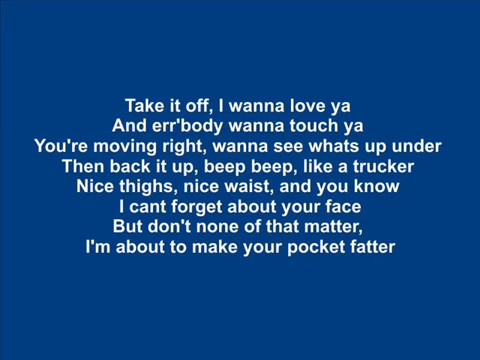 Take it off, I wanna love ya
And err'body wanna touch ya
You're moving right, wanna see whats up under
Then back it up, beep beep, like a trucker
Nice thighs, nice waist, and you know
I cant forget about your face
But don't none of that matter,
I'm about to make your pocket fatter